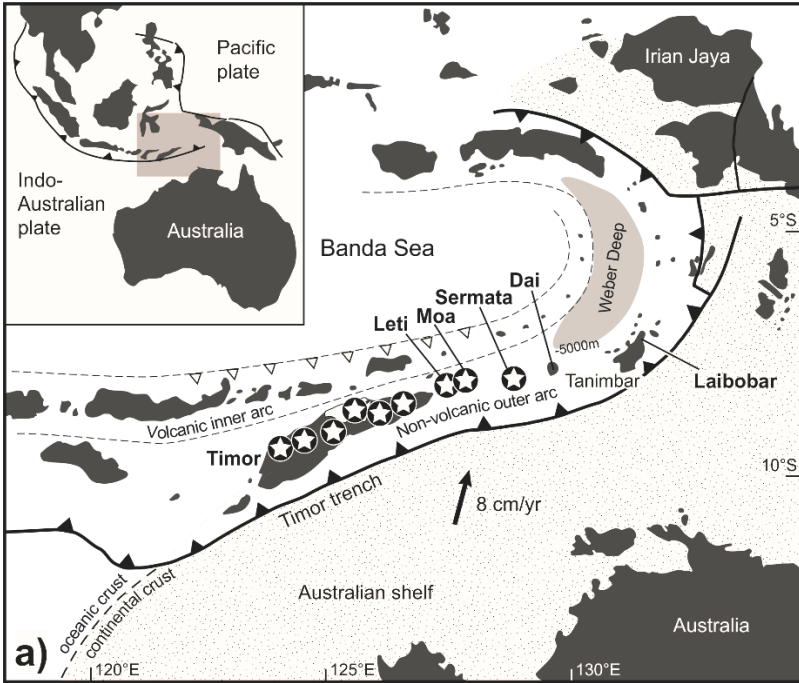 Pacific
plate
Indo-
Australian
plate
Australia
Irian Jaya
5°S
Banda Sea
Weber Deep
Dai
Sermata
Moa
Leti
-5000m
Tanimbar
Laibobar
Volcanic inner arc
Non-volcanic outer arc
Timor
10°S
Timor trench
8 cm/yr
oceanic crust
continental crust
Australian shelf
Australia
a)
120°E
125°E
130°E